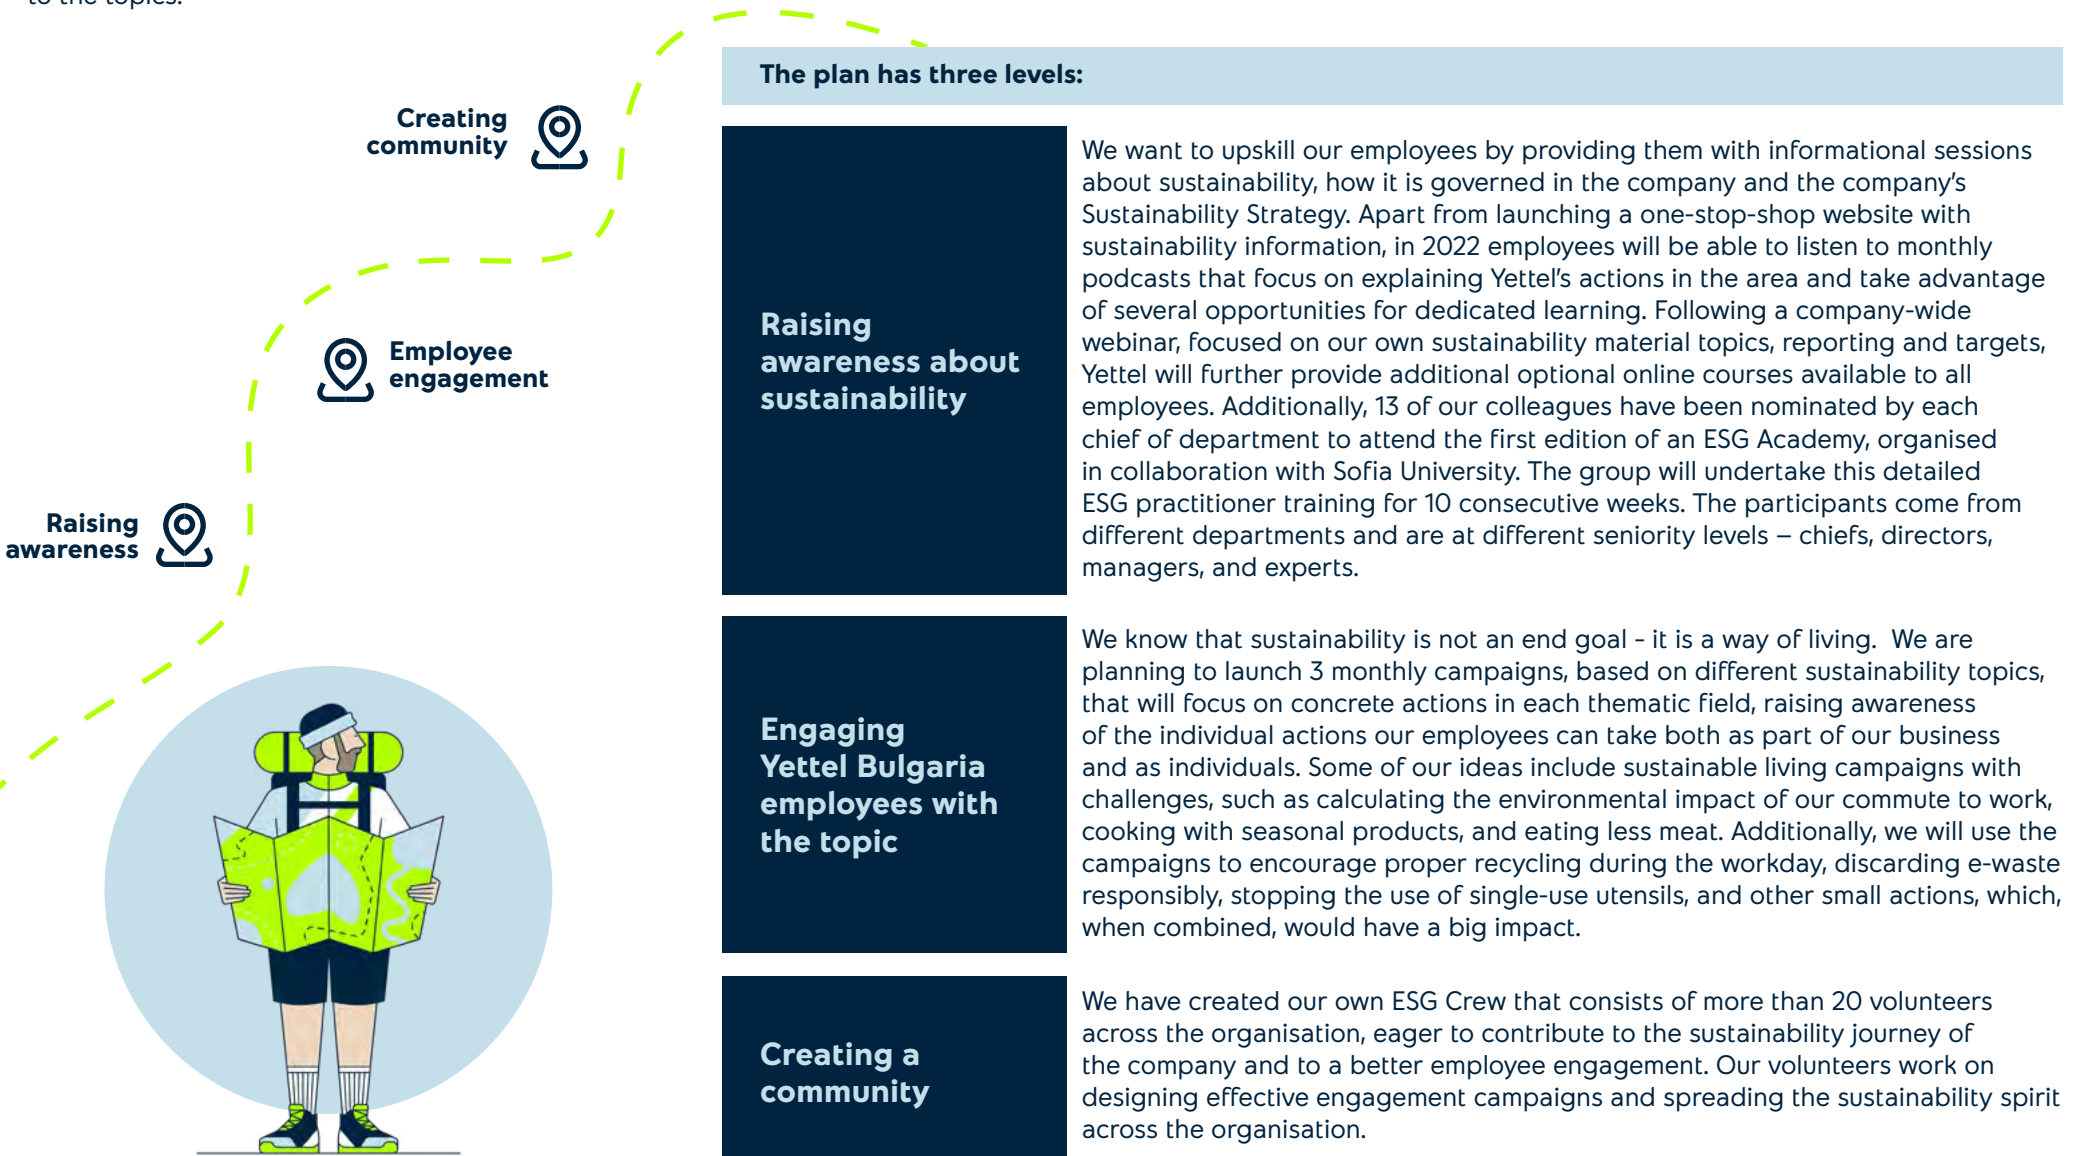 to the topics.
Creating
community
Employee
engagement
Raising
awareness
The plan has three levels:
Raising
awareness about
sustainability
We want to upskill our employees by providing them with informational sessions
about sustainability, how it is governed in the company and the company’s
Sustainability Strategy. Apart from launching a one-stop-shop website with
sustainability information, in 2022 employees will be able to listen to monthly
podcasts that focus on explaining Yettel’s actions in the area and take advantage
of several opportunities for dedicated learning. Following a company-wide
webinar, focused on our own sustainability material topics, reporting and targets,
Yettel will further provide additional optional online courses available to all
employees. Additionally, 13 of our colleagues have been nominated by each
chief of department to attend the first edition of an ESG Academy, organised
in collaboration with Sofia University. The group will undertake this detailed
ESG practitioner training for 10 consecutive weeks. The participants come from
different departments and are at different seniority levels – chiefs, directors,
managers, and experts.
Engaging
Yettel Bulgaria
employees with
the topic
We know that sustainability is not an end goal - it is a way of living.  We are
planning to launch 3 monthly campaigns, based on different sustainability topics,
that will focus on concrete actions in each thematic field, raising awareness
of the individual actions our employees can take both as part of our business
and as individuals. Some of our ideas include sustainable living campaigns with
challenges, such as calculating the environmental impact of our commute to work,
cooking with seasonal products, and eating less meat. Additionally, we will use the
campaigns to encourage proper recycling during the workday, discarding e-waste
responsibly, stopping the use of single-use utensils, and other small actions, which,
when combined, would have a big impact.
Creating a
community
We have created our own ESG Crew that consists of more than 20 volunteers
across the organisation, eager to contribute to the sustainability journey of
the company and to a better employee engagement. Our volunteers work on
designing effective engagement campaigns and spreading the sustainability spirit
across the organisation.